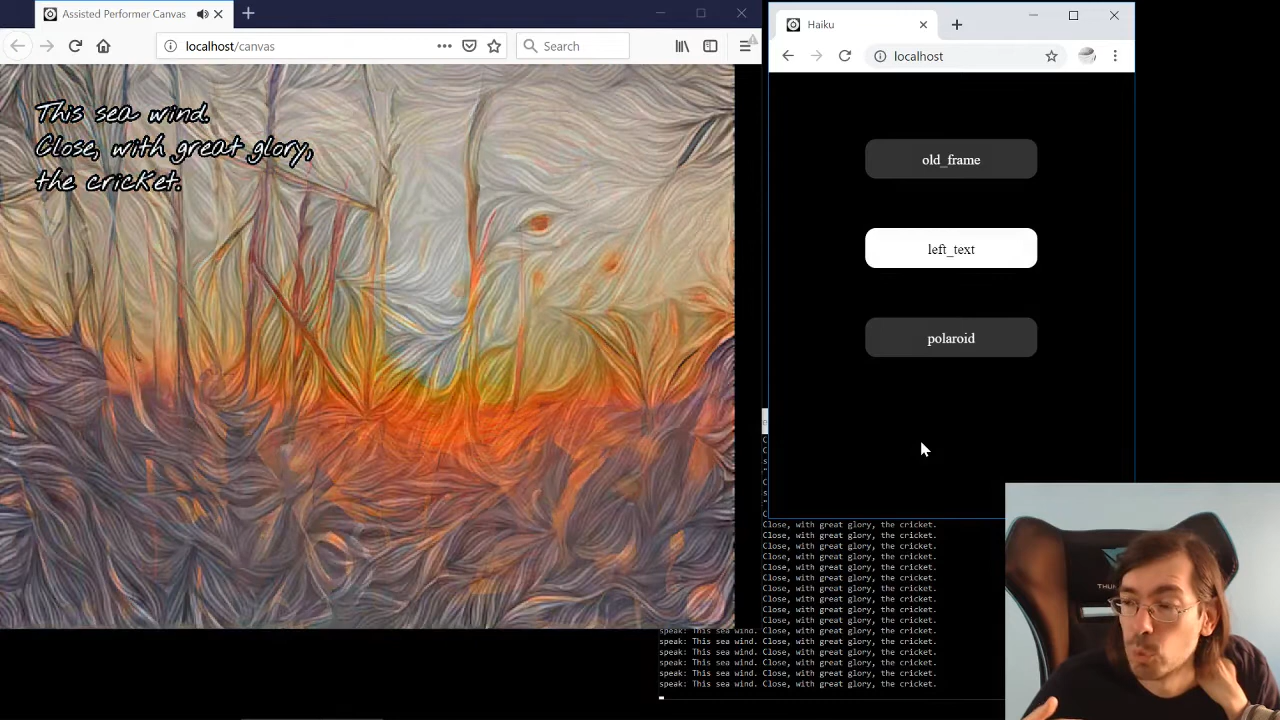 Assisted Performer Canvas
localhost/canvas
Search
This sea wind.
Close, with great glory,
the cricket.
Haiku
localhost
old_frame
left_text
polaroid
Close, with great glory, the cricket.
Close, with great glory, the cricket.
Close, with great glory, the cricket.
Close, with great glory, the cricket.
Close, with great glory, the cricket.
Close, with great glory, the cricket.
Close, with great glory, the cricket.
Close, with great glory, the cricket.
Close, with great glory, the cricket.
Close, with great glory, the cricket.
speak: This sea wind. Close, with great glory, the cricket.
speak: This sea wind. Close, with great glory, the cricket.
speak: This sea wind. Close, with great glory, the cricket.
speak: This sea wind. Close, with great glory, the cricket.
speak: This sea wind. Close, with great glory, the cricket.
speak: This sea wind. Close, with great glory, the cricket.
THU